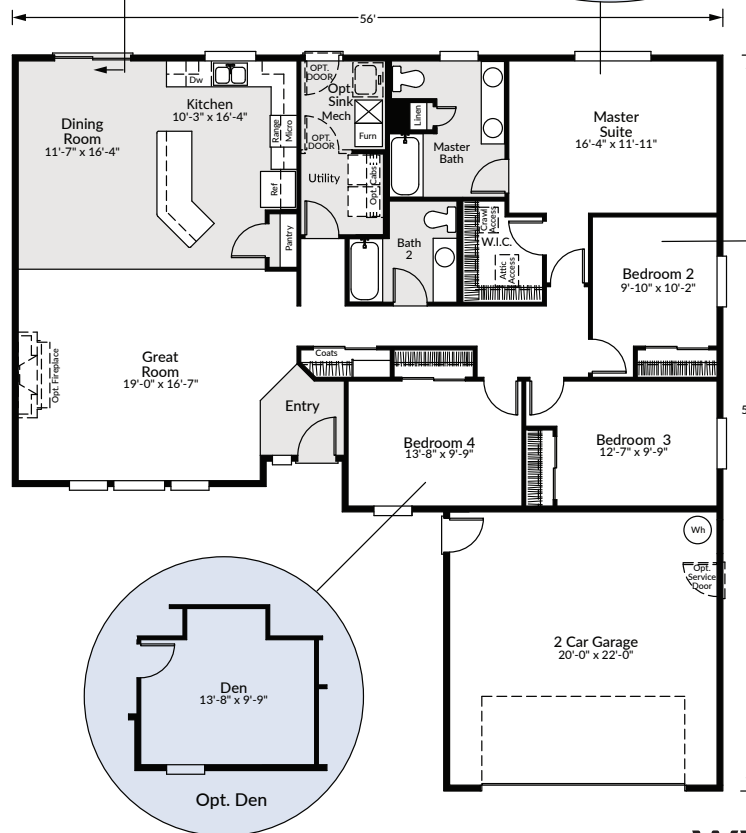 56'
Dining
Room
11'-7" x 16'-4"
Dw
Kitchen
10'-3" x 16'-4"
Range
Micro
Ref
Pantry
OPT.
DOOR
Opt.
Sink
Mech
Furn
OPT.
DOOR
Utility
Opt. Cabs
Linen
Master
Bath
Master
Suite
16'-4" x 11'-11"
Bath
2
Crawl
Access
W.I.C.
Attic
Access
Bedroom 2
9'-10" x 10'-2"
Opt. Fireplace
Great
Room
19'-0" x 16'-7"
Coats
Entry
Bedroom 4
13'-8" x 9'-9"
Bedroom 3
12'-7" x 9'-9"
Wh
Opt.
Service
Door
2 Car Garage
20'-0" x 22'-0"
Den
13'-8" x 9'-9"
Opt. Den